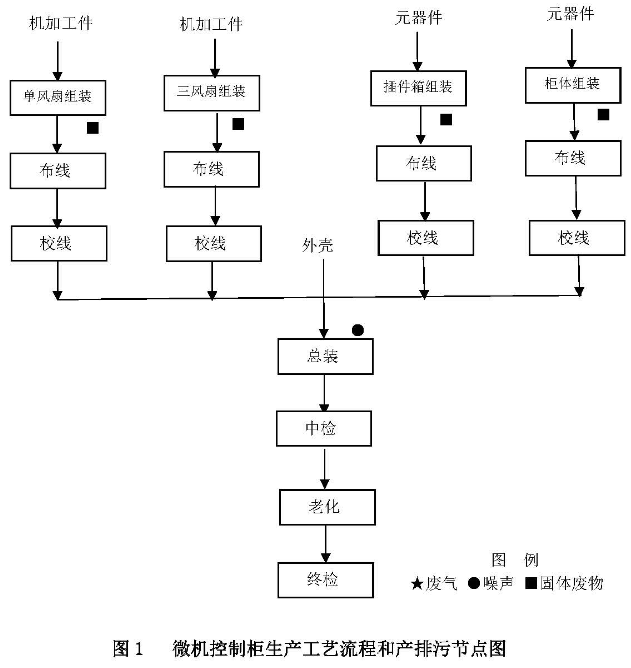 机加工件 机加工件 元器件 元器件
单风扇组装 三风扇组装 插件箱组装 柜体组装
布线 布线 布线 布线
校线 校线 校线 校线
外壳
总装
中检
老化
终检
图 例
★废气 ●噪声 ■固体废物
图1 微机控制柜生产工艺流程和产排污节点图